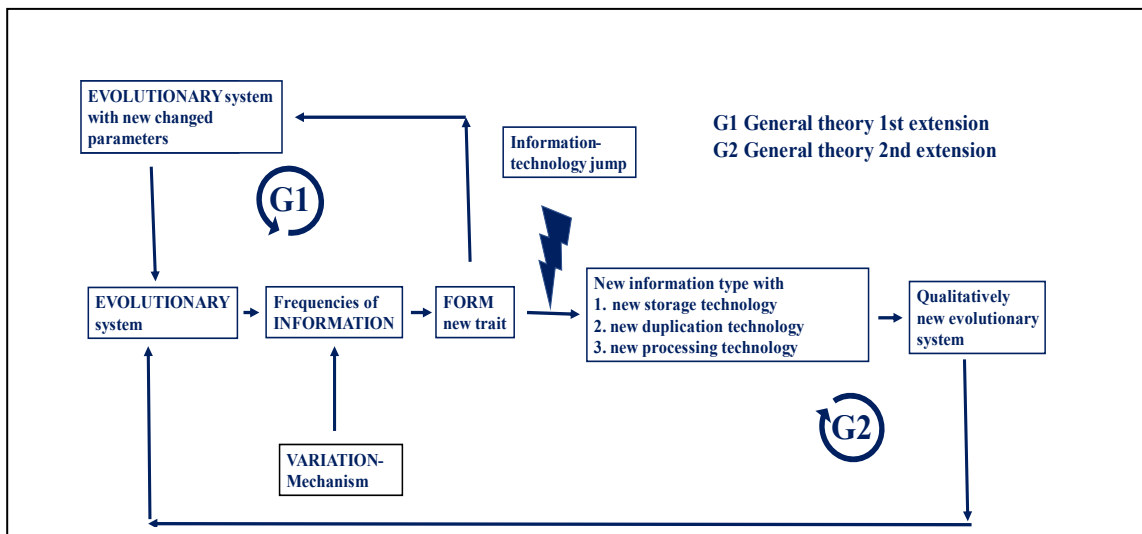 EVOLUTIONARY system
with new changed
parameters
G1
Information-
technology jump
G1 General theory 1st extension
G2 General theory 2nd extension
EVOLUTIONARY
system
Frequencies of
INFORMATION
FORM
new trait
New information type with
1. new storage technology
2. new duplication technology
3. new processing technology
Qualitatively
new evolutionary
system
G2
VARIATION-
Mechanism